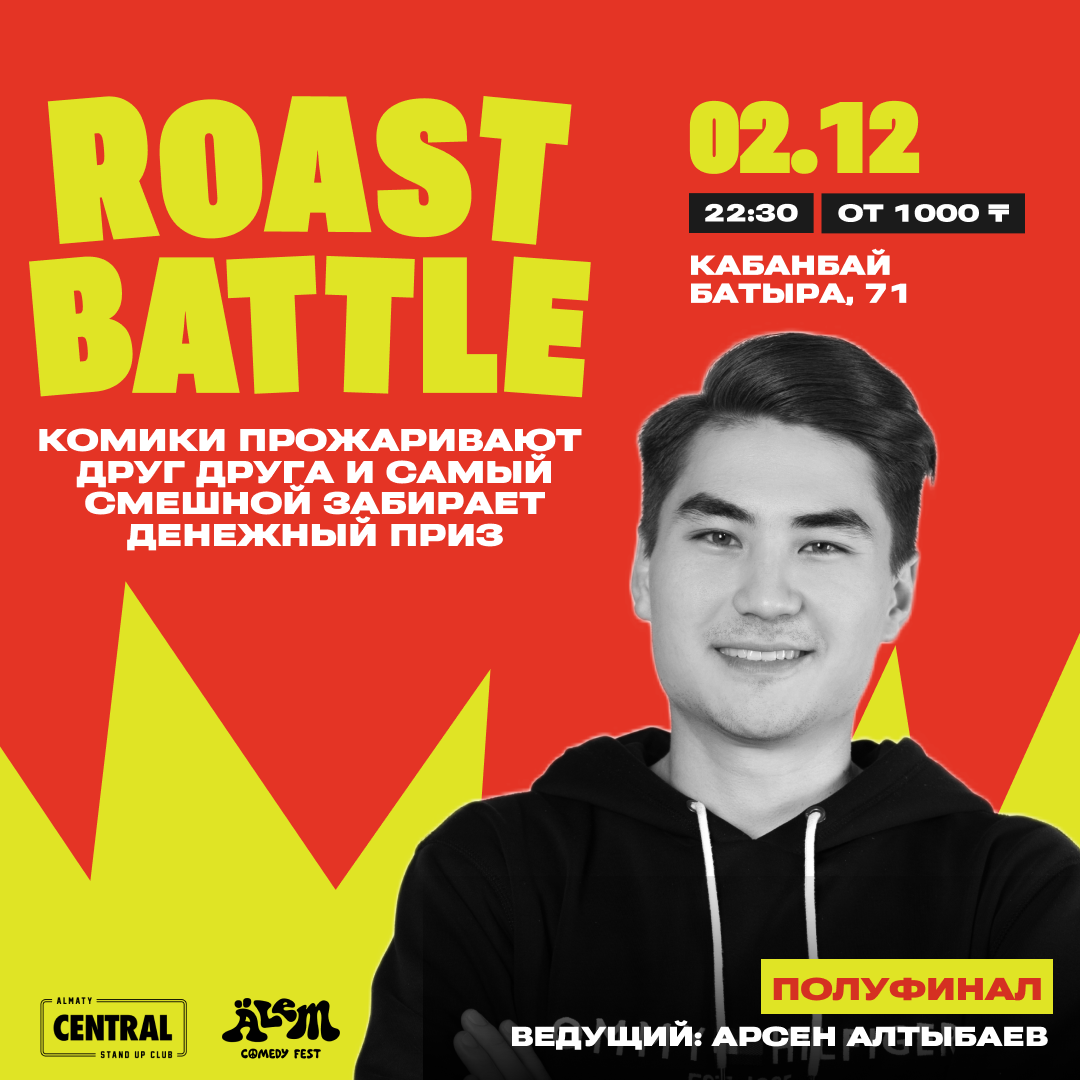 ROAST
BATTLE
КОМИКИ ПРОЖАРИВАЮТ
ДРУГ ДРУГА И САМЫЙ
СМЕШНОЙ ЗАБИРАЕТ
ДЕНЕЖНЫЙ ПРИЗ
02.12
22:30 ОТ 1000 ₸
КАБАНБАЙ
БАТЫРА, 71
ПОЛУФИНАЛ
ВЕДУЩИЙ: АРСЕН АЛТЫБАЕВ
ALMATY
CENTRAL
STAND UP CLUB
ÄLEM
COMEDY FEST